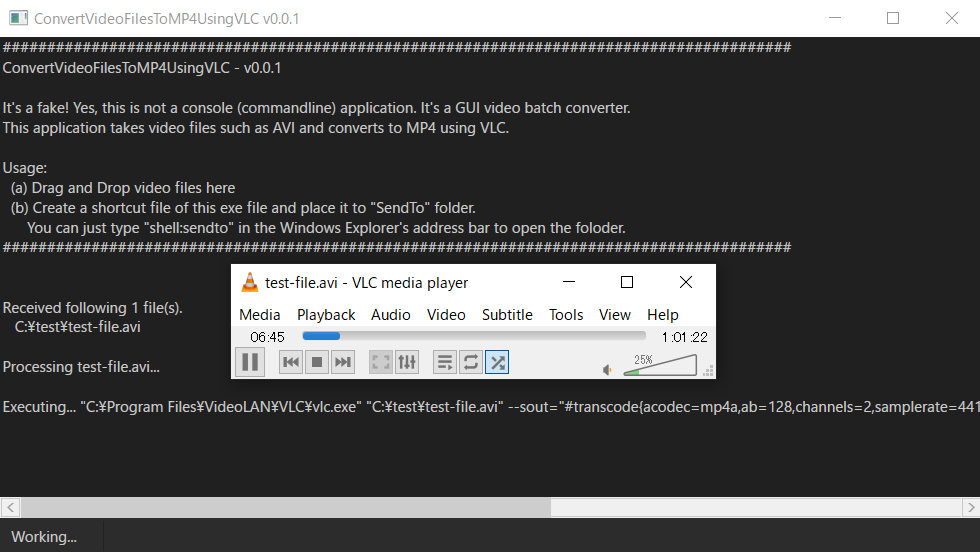 ConvertVideoFilesToMP4UsingVLC v0.0.1
##########################################################################################
ConvertVideoFilesToMP4UsingVLC - v0.0.1
It's a fake! Yes, this is not a console (commandline) application. It's a GUI video batch converter.
This application takes video files such as AVI and converts to MP4 using VLC.
Usage:
(a) Drag and Drop video files here
(b) Create a shortcut file of this exe file and place it to "SendTo" folder.
You can just type "shell:sendto" in the Windows Explorer's address bar to open the foloder.
##########################################################################################
Received following 1 file(s).
C:¥test¥test-file.avi
Processing test-file.avi...
Executing... "C:¥Program Files¥VideoLAN¥VLC¥vlc.exe" "C:¥test¥test-file.avi" --sout="#transcode{acodec=mp4a,ab=128,channels=2,samplerate=441
test-file.avi - VLC media player
Media Playback Audio Video Subtitle Tools View Help
06:45 1:01:22
25%
Working...